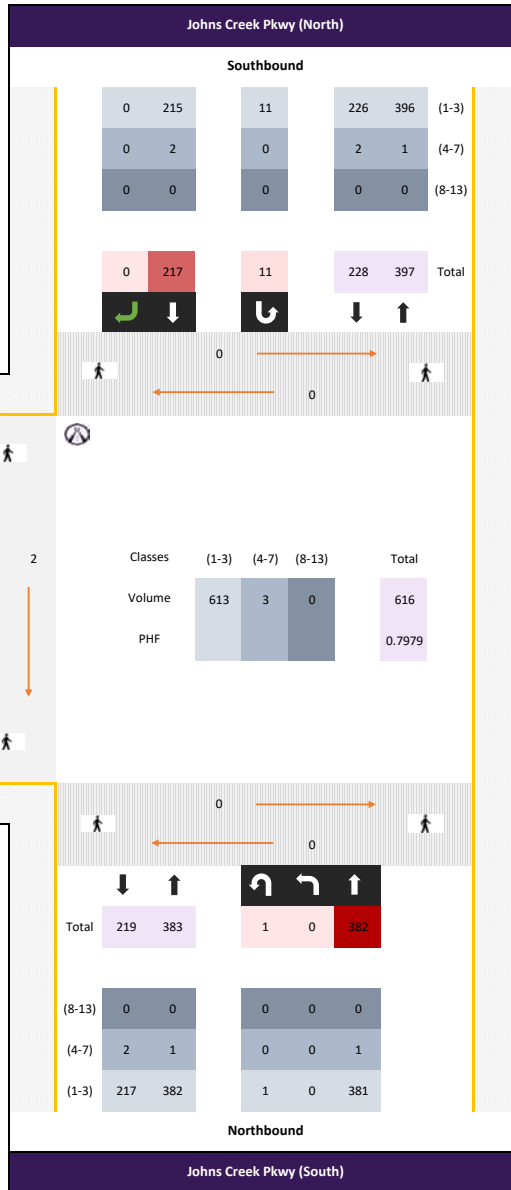 Johns Creek Pkwy (North)
Southbound
0 215 11 226 396 (1-3)
0 2 0 2 1 (4-7)
0 0 0 0 0 (8-13)
0 217 11 228 397 Total
0
0
2
Classes (1-3) (4-7) (8-13) Total
Volume 613 3 0 616
PHF 0.7979
0
0
Total 219 383 1 0 382
(8-13) 0 0 0 0 0
(4-7) 2 1 0 0 1
(1-3) 217 382 1 0 381
Northbound
Johns Creek Pkwy (South)